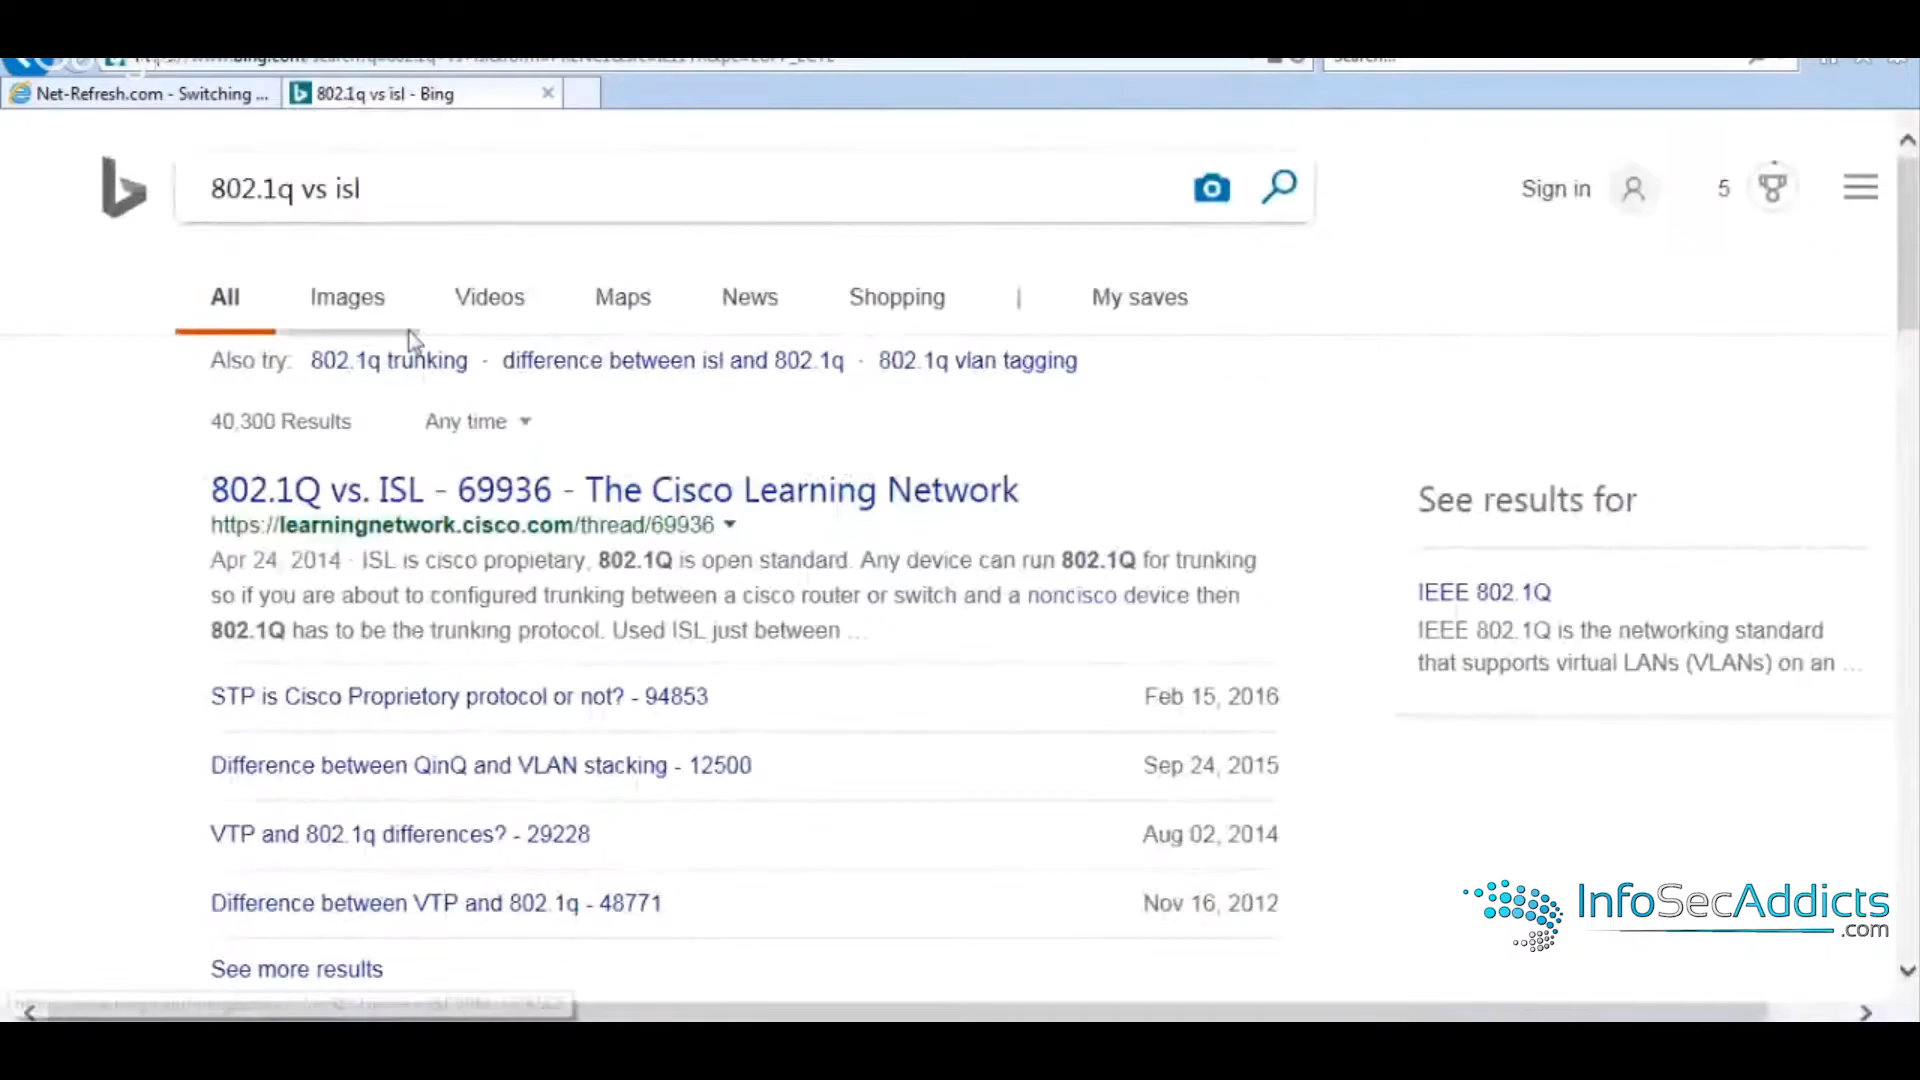 Net-Refresh.com - Switching ...
802.1q vs isl - Bing
802.1q vs isl
Sign in
5
All
Images
Videos
Maps
News
Shopping
|
My saves
Also try: 802.1q trunking · difference between isl and 802.1q · 802.1q vlan tagging
40,300 Results
Any time
802.1Q vs. ISL - 69936 - The Cisco Learning Network
https://learningnetwork.cisco.com/thread/69936
Apr 24, 2014 · ISL is cisco propietary, 802.1Q is open standard. Any device can run 802.1Q for trunking
so if you are about to configured trunking between a cisco router or switch and a noncisco device then
802.1Q has to be the trunking protocol. Used ISL just between ...
STP is Cisco Proprietory protocol or not? - 94853
Feb 15, 2016
Difference between QinQ and VLAN stacking - 12500
Sep 24, 2015
VTP and 802.1q differences? - 29228
Aug 02, 2014
Difference between VTP and 802.1q - 48771
Nov 16, 2012
See more results
See results for
IEEE 802.1Q
IEEE 802.1Q is the networking standard
that supports virtual LANs (VLANs) on an ...
InfoSecAddicts
.com